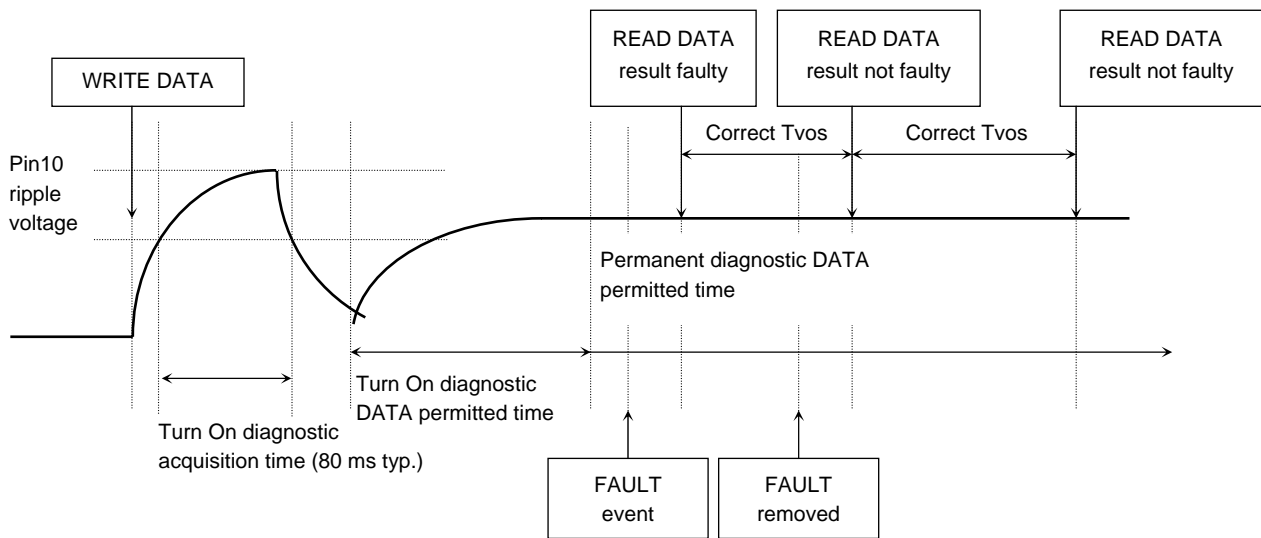 READ DATA
result faulty
READ DATA
result not faulty
READ DATA
result not faulty
WRITE DATA
Correct Tvos
Correct Tvos
Pin10
ripple
voltage
Permanent diagnostic DATA
permitted time
Turn On diagnostic
DATA permitted time
Turn On diagnostic
acquisition time (80 ms typ.)
FAULT
event
FAULT
removed